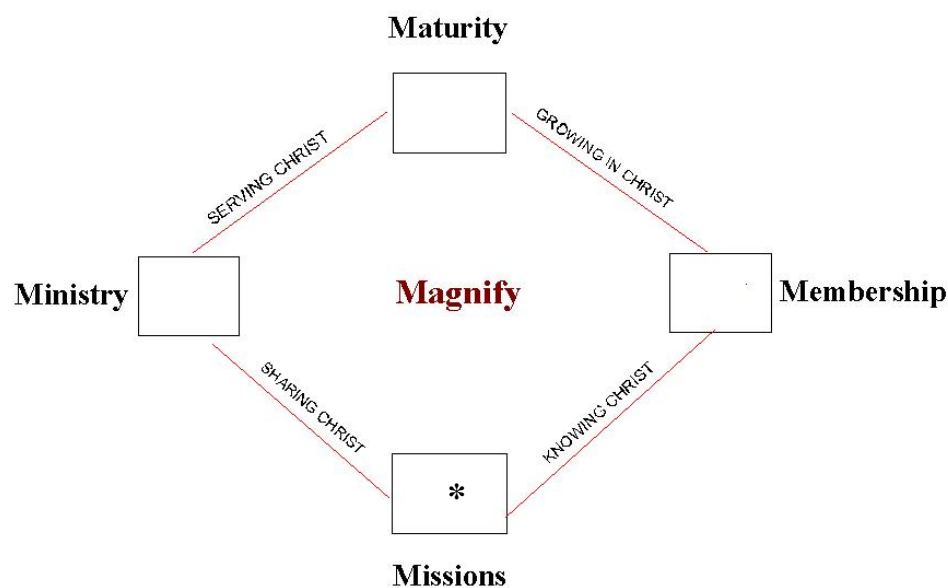 Maturity
GROWING IN CHRIST
SERVING CHRIST
Ministry
Magnify
Membership
SHARING CHRIST
KNOWING CHRIST
*
Missions